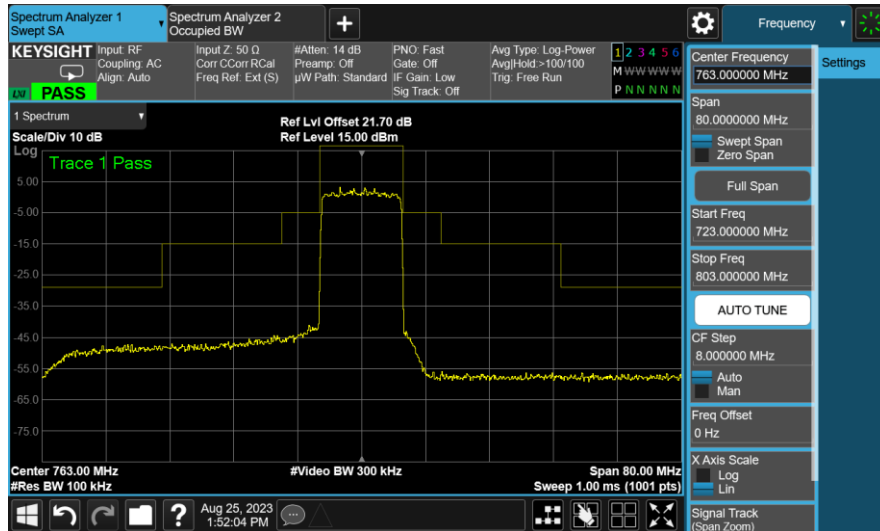 Spectrum Analyzer 1
Swept SA
Spectrum Analyzer 2
Occupied BW
+
Frequency
KEYSIGHT
Input: RF
Coupling: AC
Align: Auto
Input Z: 50 Ω
Corr CCorr RCal
Freq Ref: Ext (S)
#Atten: 14 dB
Preamp: Off
µW Path: Standard
PNO: Fast
Gate: Off
IF Gain: Low
Sig Track: Off
Avg Type: Log-Power
Avg|Hold:>100/100
Trig: Free Run
1 2 3 4 5 6
M W W W W W
P N N N N N
LXI
PASS
1 Spectrum
Scale/Div 10 dB
Ref Lvl Offset 21.70 dB
Ref Level 15.00 dBm
Log
Trace 1 Pass
5.00
-5.00
-15.0
-25.0
-35.0
-45.0
-55.0
-65.0
-75.0
Center 763.00 MHz
#Video BW 300 kHz
Span 80.00 MHz
#Res BW 100 kHz
Sweep 1.00 ms (1001 pts)
Center Frequency
763.000000 MHz
Settings
Span
80.0000000 MHz
Swept Span
Zero Span
Full Span
Start Freq
723.000000 MHz
Stop Freq
803.000000 MHz
AUTO TUNE
CF Step
8.000000 MHz
Auto
Man
Freq Offset
0 Hz
X Axis Scale
Log
Lin
Signal Track
(Span Zoom)
?
Aug 25, 2023
1:52:04 PM